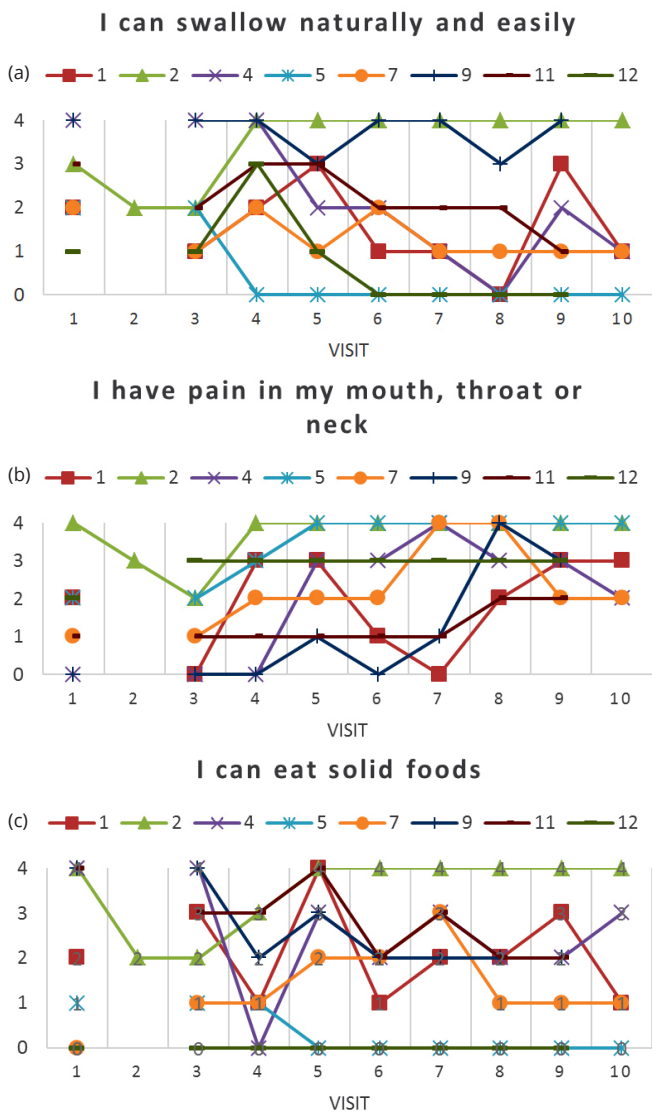 I can swallow naturally and easily
(a) 1 2 4 5 7 9 11 12
4
3
2
1
0
1 2 3 4 5 6 7 8 9 10
VISIT
I have pain in my mouth, throat or
neck
(b) 1 2 4 5 7 9 11 12
4
3
2
1
0
1 2 3 4 5 6 7 8 9 10
VISIT
I can eat solid foods
(c) 1 2 4 5 7 9 11 12
4
3
2
1
0
1 2 3 4 5 6 7 8 9 10
VISIT